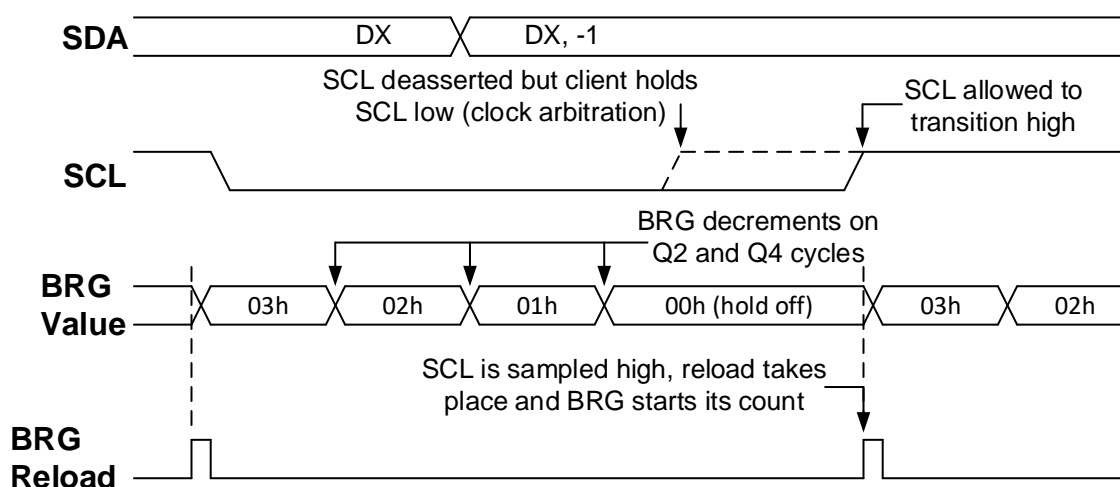 SDA
DX
DX, -1
SCL deasserted but client holds
SCL low (clock arbitration)
SCL allowed to
transition high
SCL
BRG decrements on
Q2 and Q4 cycles
BRG
Value
03h
02h
01h
00h (hold off)
03h
02h
SCL is sampled high, reload takes
place and BRG starts its count
BRG
Reload